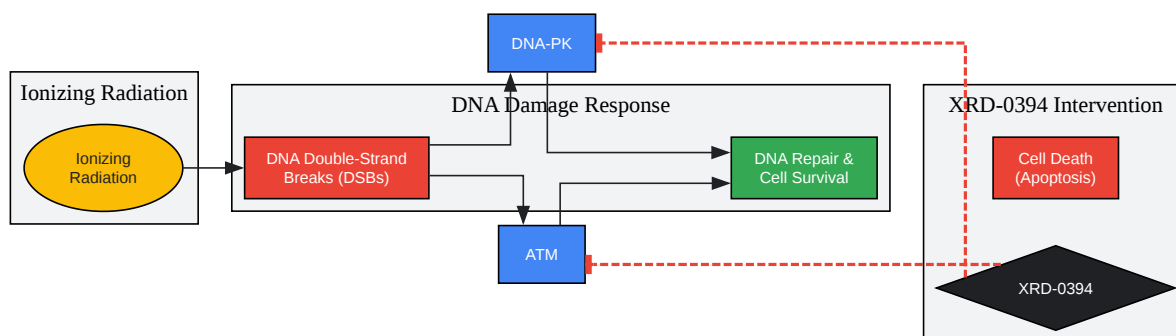 DNA-PK
Ionizing Radiation
DNA Damage Response
XRD-0394 Intervention
Ionizing
Radiation
DNA Double-Strand
Breaks (DSBs)
DNA Repair &
Cell Survival
Cell Death
(Apoptosis)
ATM
XRD-0394